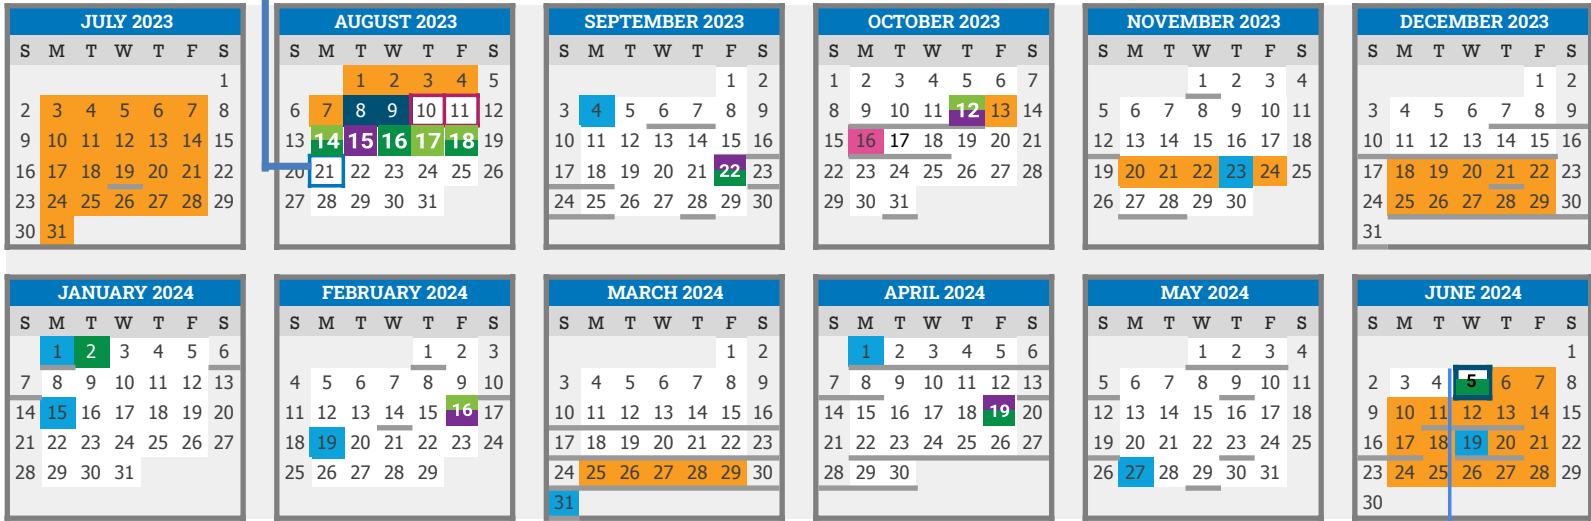 JULY 2023
S M T W T F S
1
2 3 4 5 6 7 8
9 10 11 12 13 14 15
16 17 18 19 20 21 22
23 24 25 26 27 28 29
30 31
AUGUST 2023
S M T W T F S
1 2 3 4 5
6 7 8 9 10 11 12
13 14 15 16 17 18 19
20 21 22 23 24 25 26
27 28 29 30 31
SEPTEMBER 2023
S M T W T F S
1 2
3 4 5 6 7 8 9
10 11 12 13 14 15 16
17 18 19 20 21 22 23
24 25 26 27 28 29 30
OCTOBER 2023
S M T W T F S
1 2 3 4 5 6 7
8 9 10 11 12 13 14
15 16 17 18 19 20 21
22 23 24 25 26 27 28
29 30 31
NOVEMBER 2023
S M T W T F S
1 2 3 4
5 6 7 8 9 10 11
12 13 14 15 16 17 18
19 20 21 22 23 24 25
26 27 28 29 30
DECEMBER 2023
S M T W T F S
1 2
3 4 5 6 7 8 9
10 11 12 13 14 15 16
17 18 19 20 21 22 23
24 25 26 27 28 29 30
31
JANUARY 2024
S M T W T F S
1 2 3 4 5 6
7 8 9 10 11 12 13
14 15 16 17 18 19 20
21 22 23 24 25 26 27
28 29 30 31
FEBRUARY 2024
S M T W T F S
1 2 3
4 5 6 7 8 9 10
11 12 13 14 15 16 17
18 19 20 21 22 23 24
25 26 27 28 29
MARCH 2024
S M T W T F S
1 2
3 4 5 6 7 8 9
10 11 12 13 14 15 16
17 18 19 20 21 22 23
24 25 26 27 28 29 30
31
APRIL 2024
S M T W T F S
1 2 3 4 5 6
7 8 9 10 11 12 13
14 15 16 17 18 19 20
21 22 23 24 25 26 27
28 29 30
MAY 2024
S M T W T F S
1 2 3 4
5 6 7 8 9 10 11
12 13 14 15 16 17 18
19 20 21 22 23 24 25
26 27 28 29 30 31
JUNE 2024
S M T W T F S
1
2 3 4 5 6 7 8
9 10 11 12 13 14 15
16 17 18 19 20 21 22
23 24 25 26 27 28 29
30